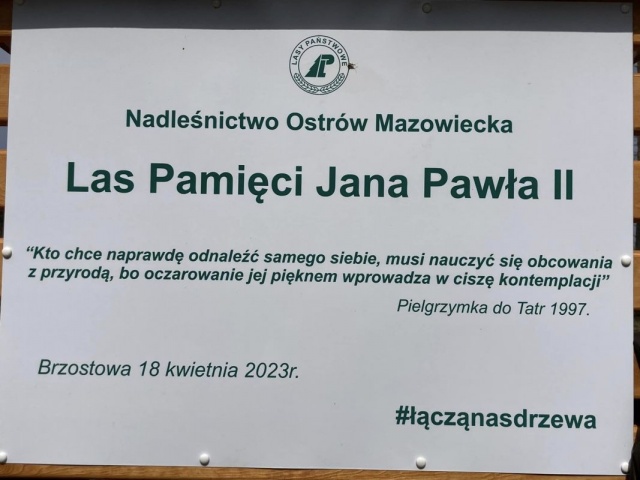 LASY PAŃSTWOWE
LP
Nadleśnictwo Ostrów Mazowiecka
Las Pamięci Jana Pawła II
“Kto chce naprawdę odnaleźć samego siebie, musi nauczyć się obcowania
z przyrodą, bo oczarowanie jej pięknem wprowadza w ciszę kontemplacji”
Pielgrzymka do Tatr 1997.
Brzostowa 18 kwietnia 2023r.
#łącząnasdrzewa